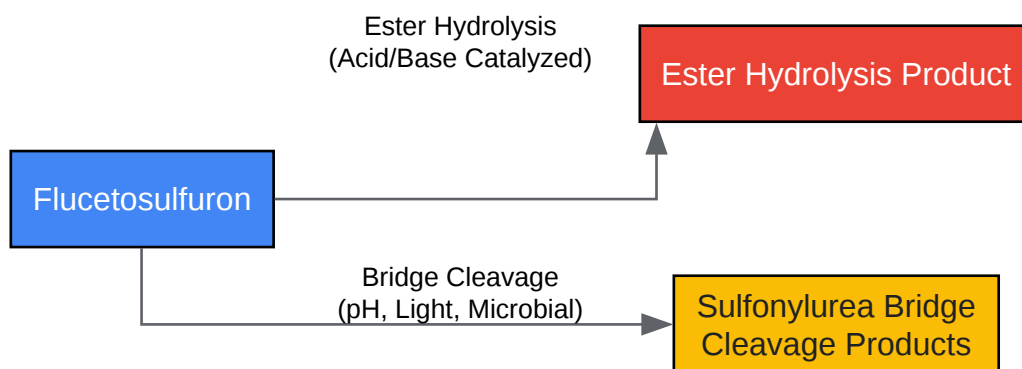 Ester Hydrolysis
(Acid/Base Catalyzed)
Ester Hydrolysis Product
Flucetosulfuron
Bridge Cleavage
(pH, Light, Microbial)
Sulfonylurea Bridge
Cleavage Products